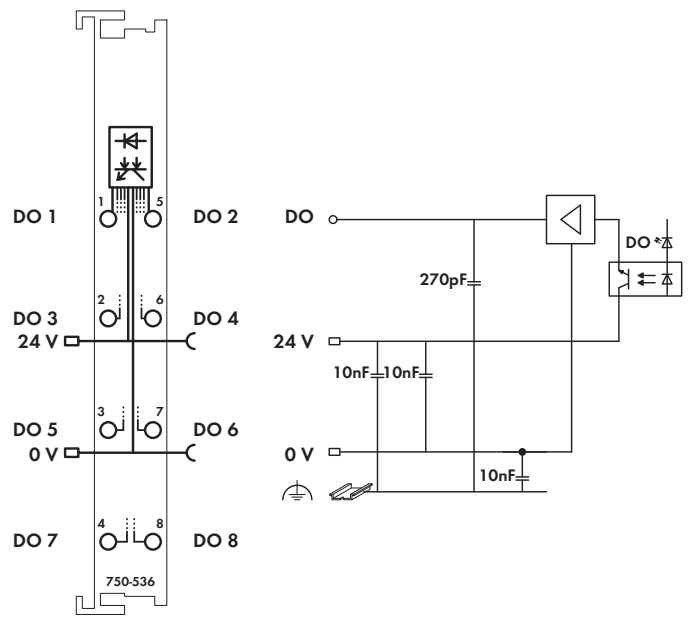 1 5
DO 1 DO 2
2 6
DO 3 DO 4
24 V
3 7
DO 5 DO 6
0 V
4 8
DO 7 DO 8
750-536
DO
DO
270pF
24 V
10nF 10nF
0 V
10nF